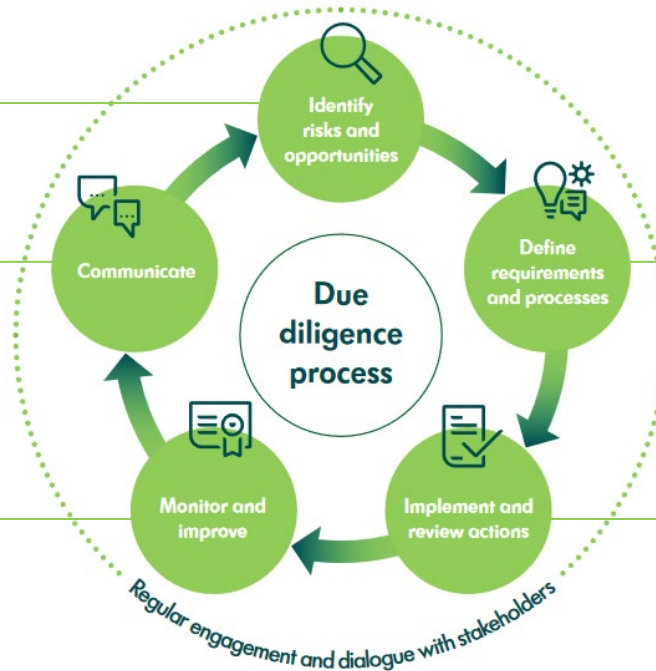 Identify
risks and
opportunities
Define
requirements
and processes
Implement and
review actions
Monitor and
improve
Communicate
Due
diligence
process
Regular engagement and dialogue with stakeholders